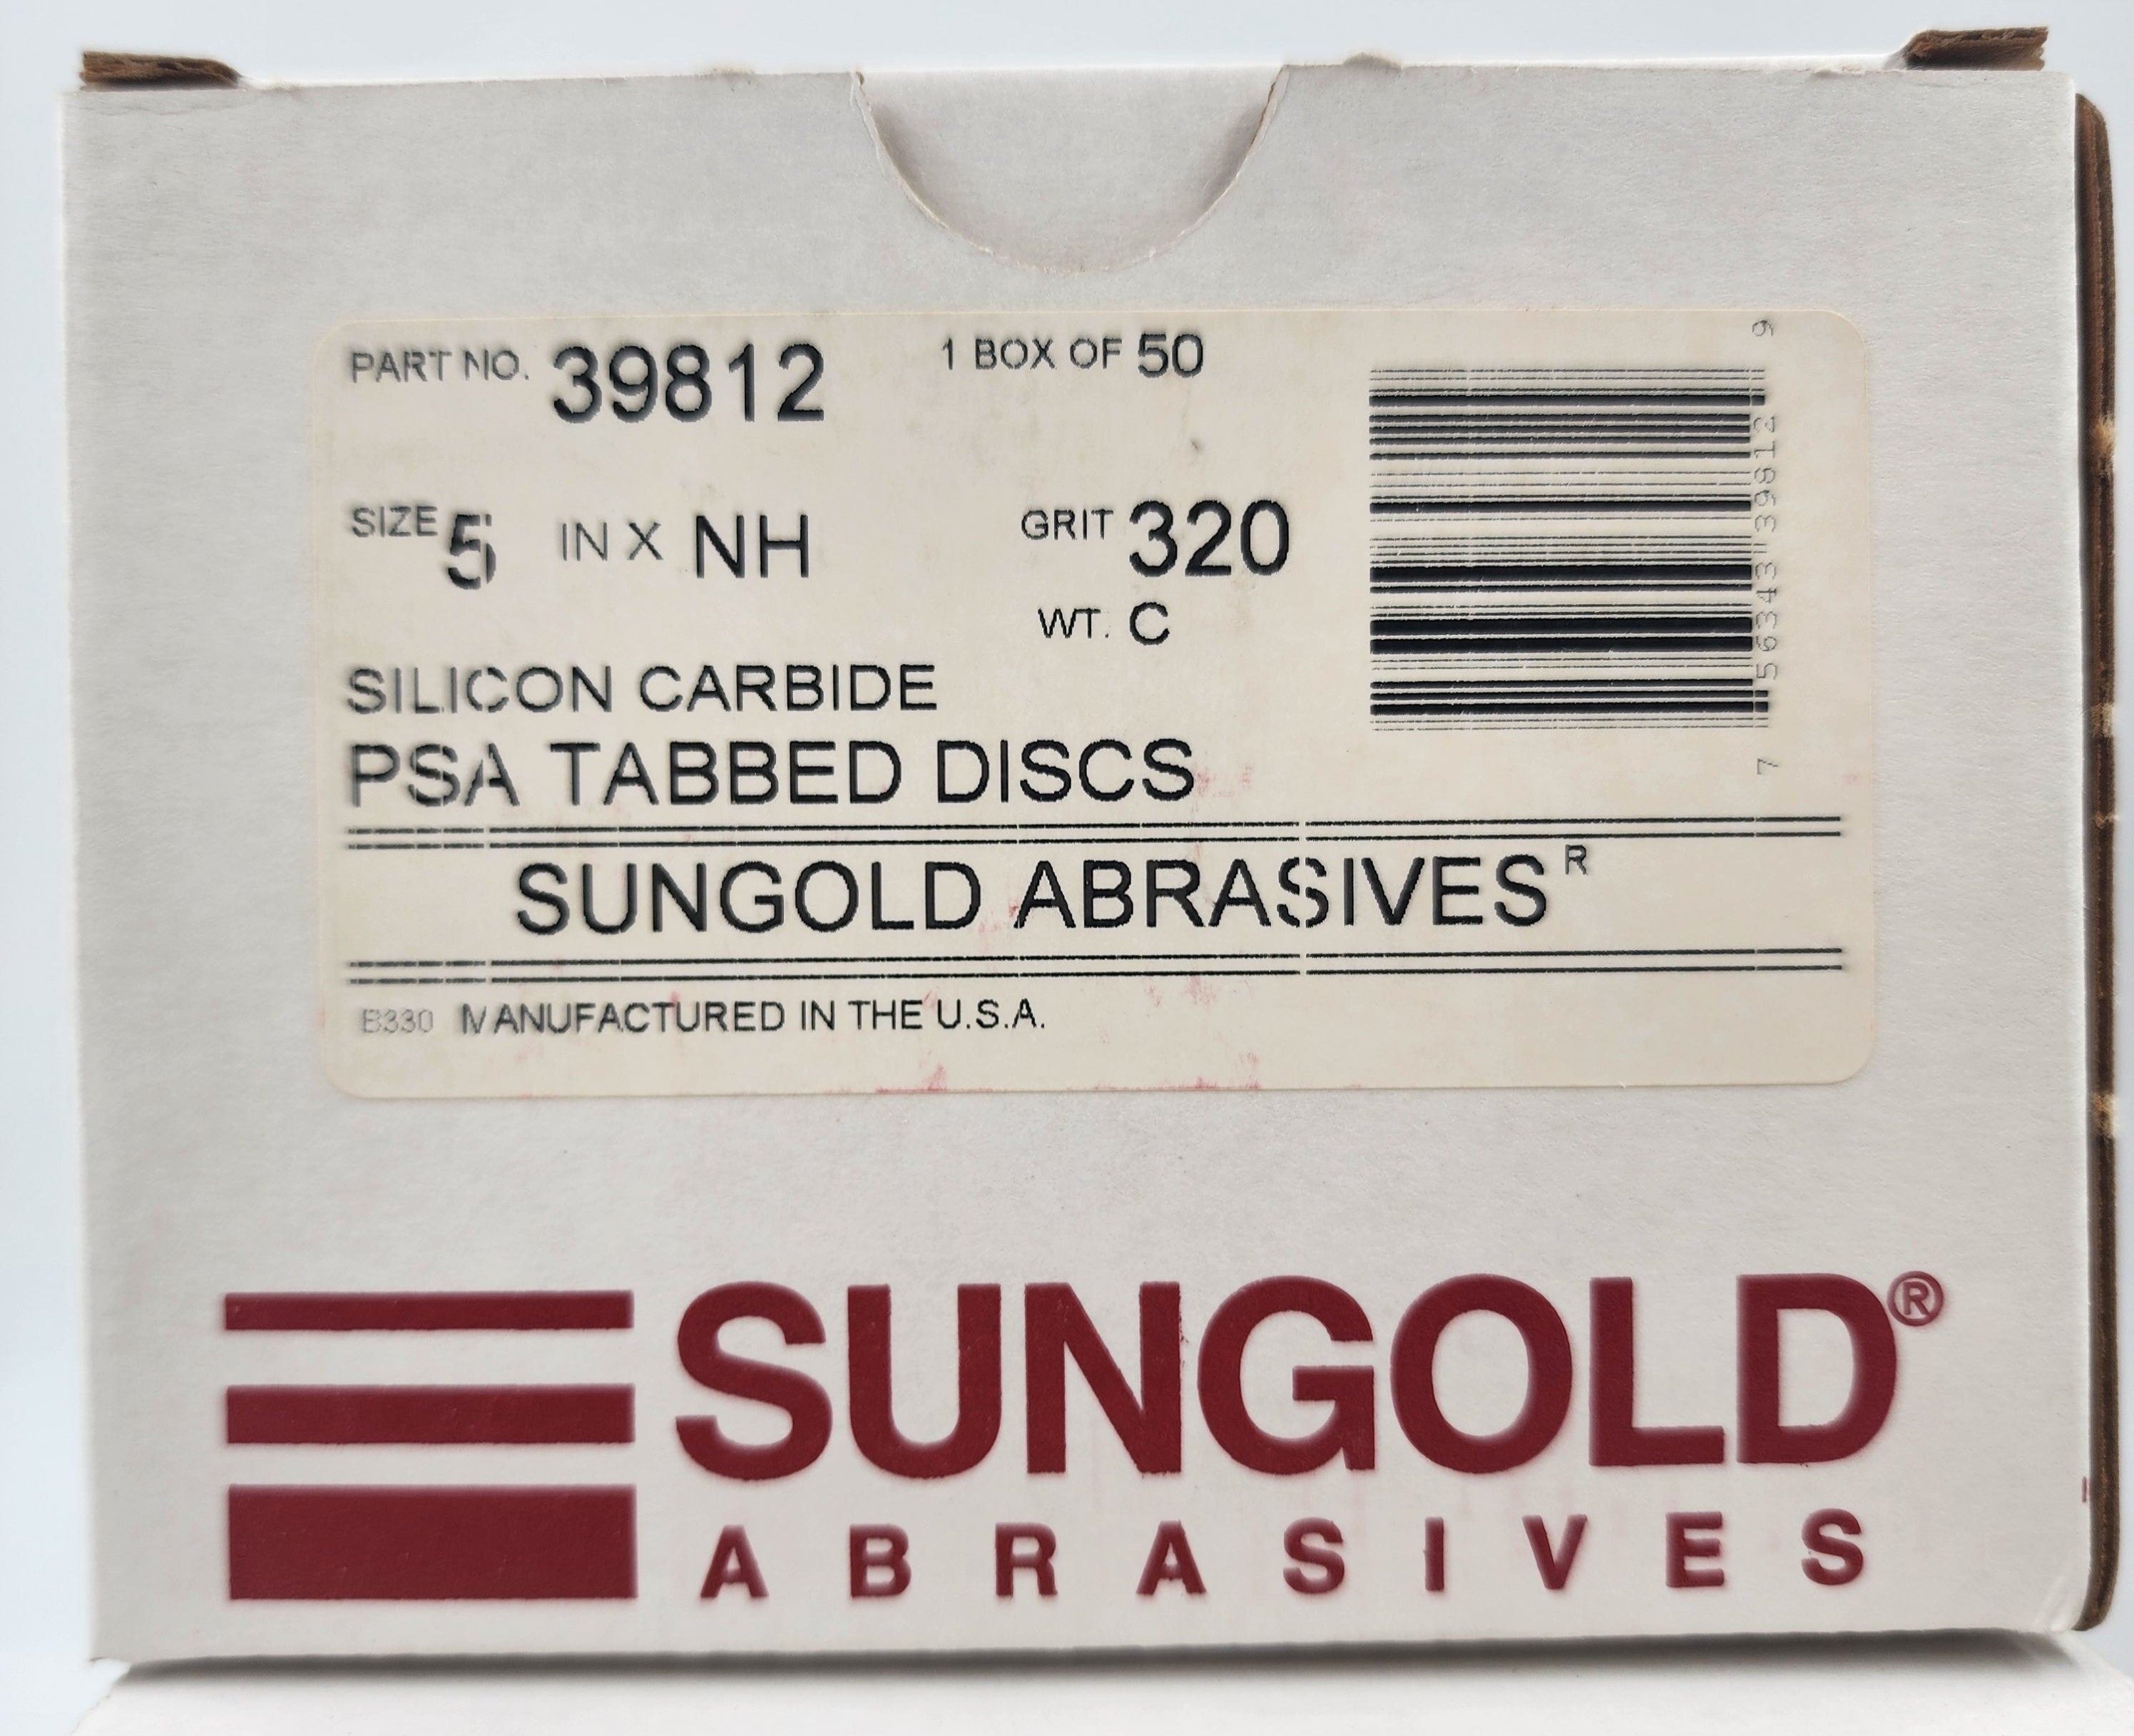 PART NO. 39812 1 BOX OF 50
SIZE 5 IN X NH GRIT 320
WT. C
SILICON CARBIDE
PSA TABBED DISCS
7 56343 39812 9
SUNGOLD ABRASIVES R
B330 MANUFACTURED IN THE U.S.A.
SUNGOLD®
ABRASIVES